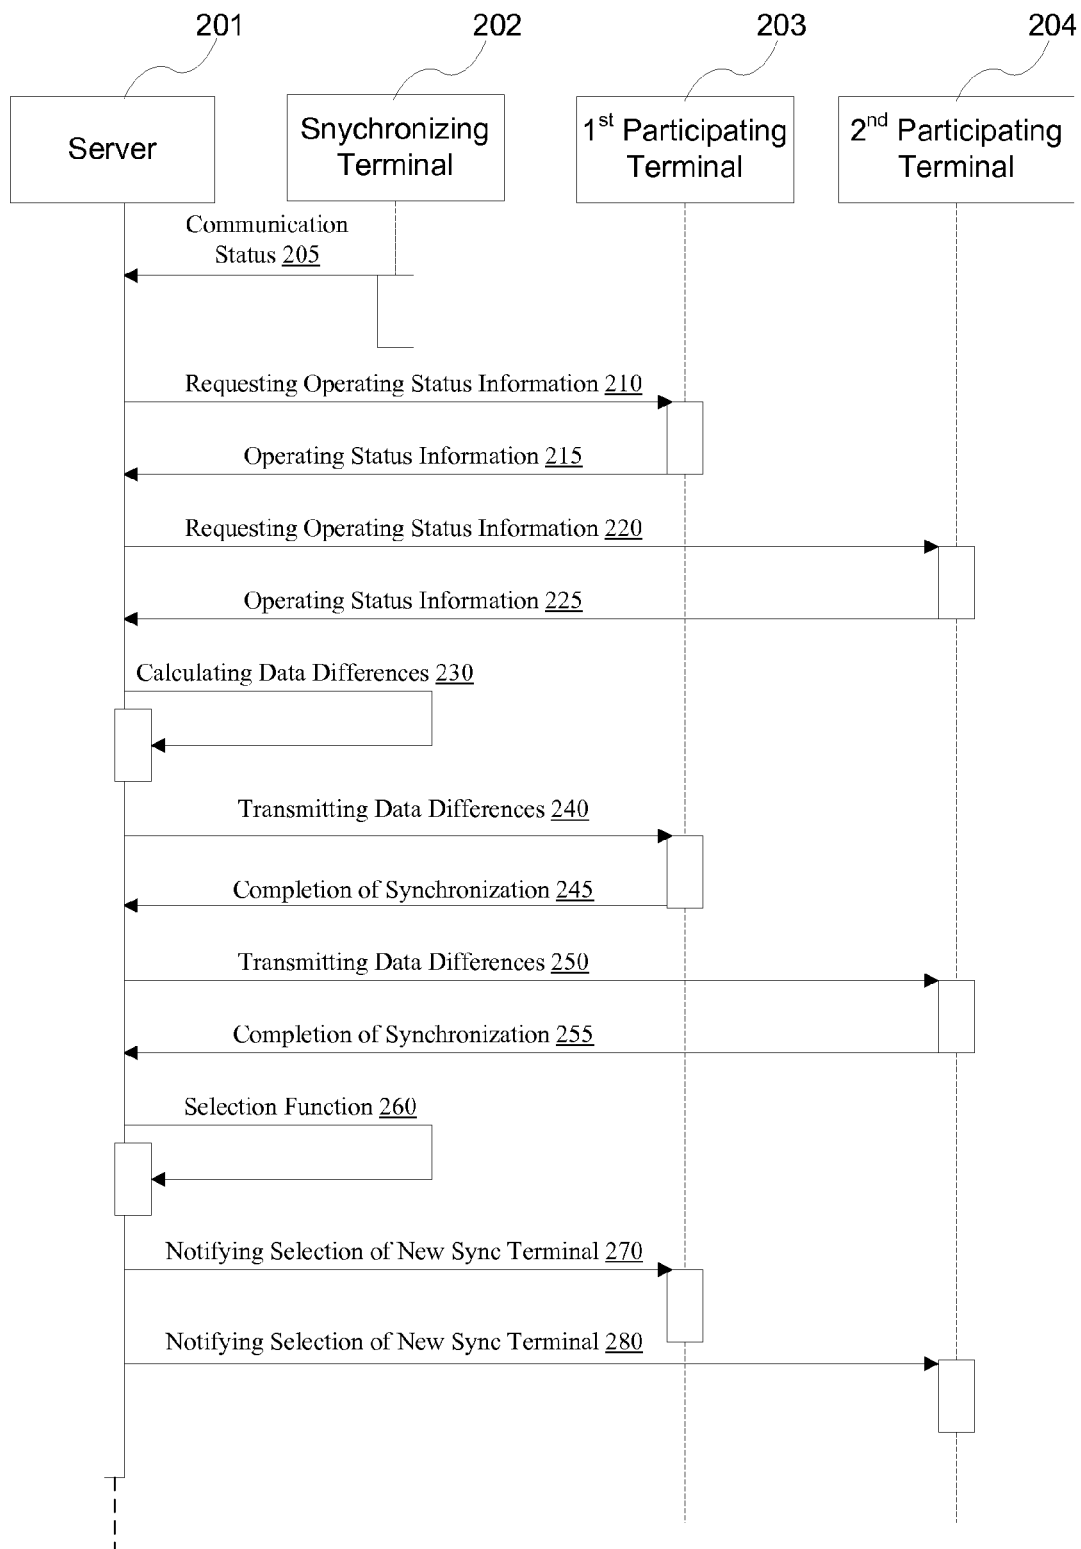 201
202
203
204
Server
Snychronizing
Terminal
1st Participating
Terminal
2nd Participating
Terminal
Communication
Status 205
Requesting Operating Status Information 210
Operating Status Information 215
Requesting Operating Status Information 220
Operating Status Information 225
Calculating Data Differences 230
Transmitting Data Differences 240
Completion of Synchronization 245
Transmitting Data Differences 250
Completion of Synchronization 255
Selection Function 260
Notifying Selection of New Sync Terminal 270
Notifying Selection of New Sync Terminal 280